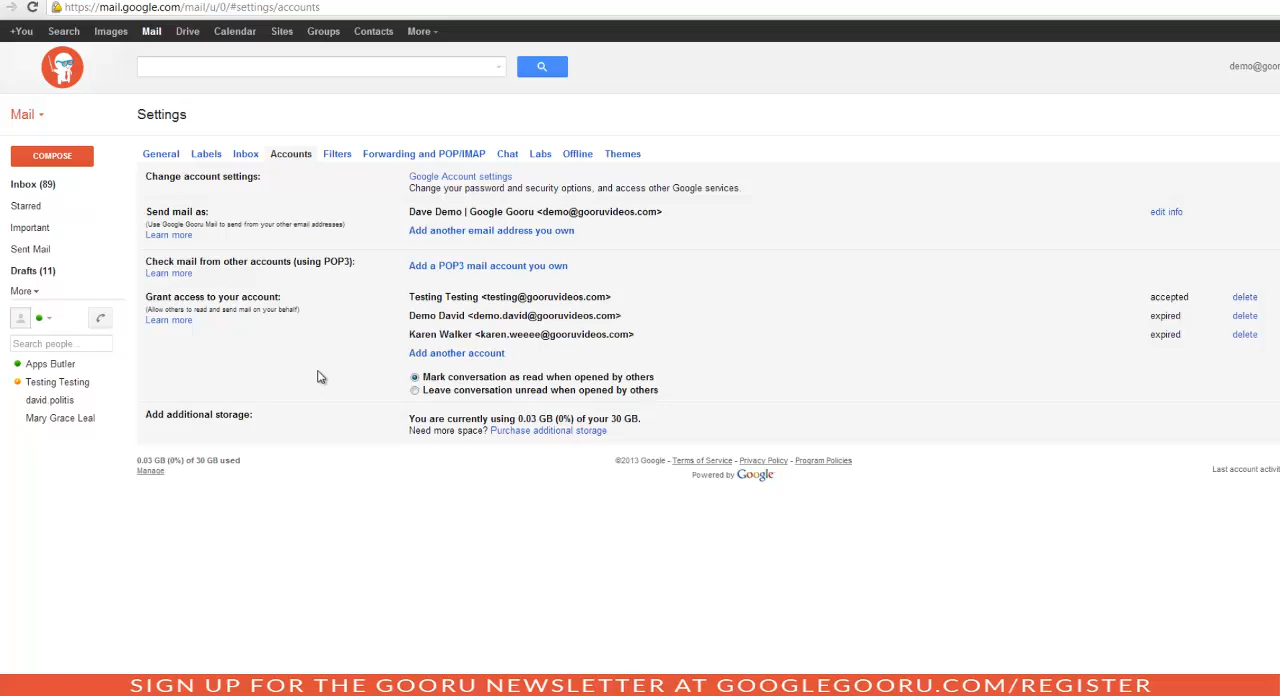 https://mail.google.com/mail/u/0/#settings/accounts
+You Search Images Mail Drive Calendar Sites Groups Contacts More
demo@goor
Mail
Settings
COMPOSE
General Labels Inbox Accounts Filters Forwarding and POP/IMAP Chat Labs Offline Themes
Change account settings:
Google Account settings
Change your password and security options, and access other Google services.
Inbox (89)
Starred
Important
Sent Mail
Drafts (11)
More
Send mail as:
(Use Google Gooru Mail to send from your other email addresses)
Learn more
Dave Demo | Google Gooru <demo@gooruvideos.com>
edit info
Add another email address you own
Check mail from other accounts (using POP3):
Learn more
Add a POP3 mail account you own
Grant access to your account:
(Allow others to read and send mail on your behalf)
Learn more
Testing Testing <testing@gooruvideos.com> accepted delete
Demo David <demo.david@gooruvideos.com> expired delete
Karen Walker <karen.weeee@gooruvideos.com> expired delete
Add another account
Mark conversation as read when opened by others
Leave conversation unread when opened by others
Search people...
Apps Butler
Testing Testing
david.politis
Mary Grace Leal
Add additional storage:
You are currently using 0.03 GB (0%) of your 30 GB.
Need more space? Purchase additional storage
0.03 GB (0%) of 30 GB used
Manage
©2013 Google - Terms of Service - Privacy Policy - Program Policies
Powered by Google
Last account activi
SIGN UP FOR THE GOORU NEWSLETTER AT GOOGLEGOORU.COM/REGISTER